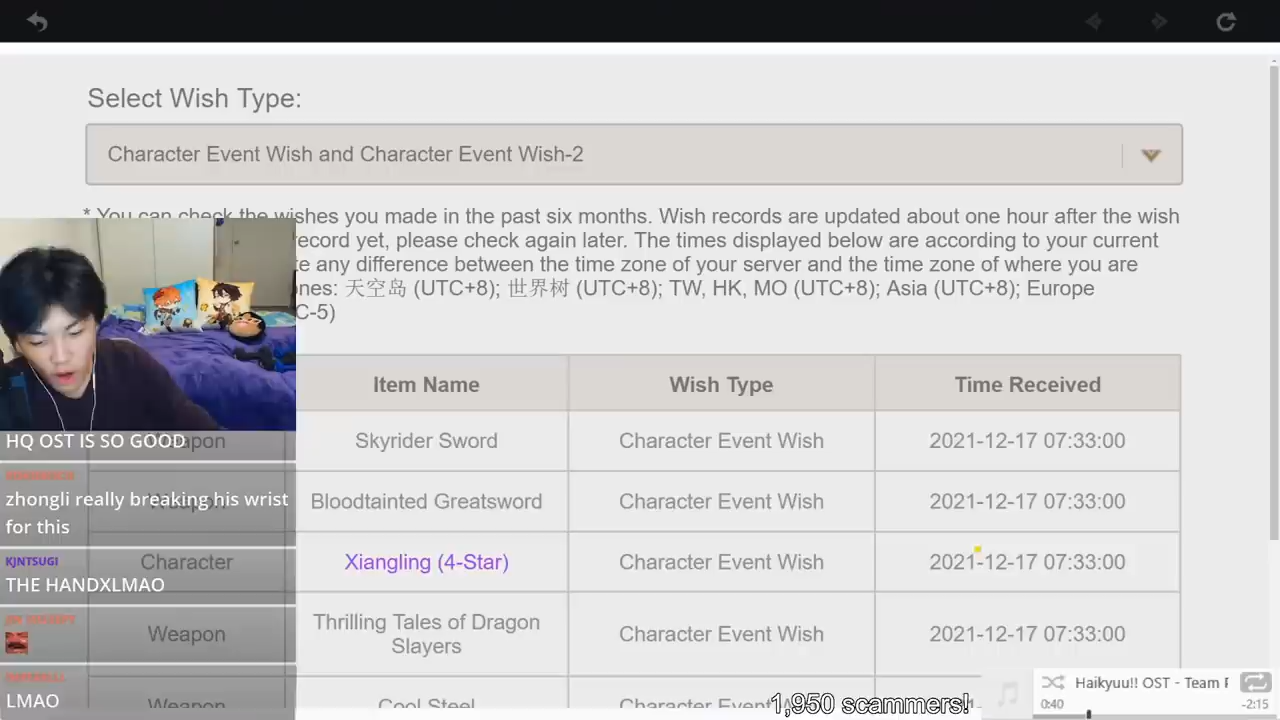 Select Wish Type:
Character Event Wish and Character Event Wish-2
* You can check the wishes you made in the past six months. Wish records are updated about one hour after the wish
record yet, please check again later. The times displayed below are according to your current
any difference between the time zone of your server and the time zone of where you are
天空岛 (UTC+8); 世界树 (UTC+8); TW, HK, MO (UTC+8); Asia (UTC+8); Europe
C-5)
Item Name Wish Type Time Received
Weapon Skyrider Sword Character Event Wish 2021-12-17 07:33:00
Weapon Bloodtainted Greatsword Character Event Wish 2021-12-17 07:33:00
Character Xiangling (4-Star) Character Event Wish 2021-12-17 07:33:00
Weapon Thrilling Tales of Dragon
Slayers Character Event Wish 2021-12-17 07:33:00
Weapon Cool Steel Character Event
HQ OST IS SO GOOD
zhongli really breaking his wrist
for this
KJNTSUGI
THE HANDXLMAO
LMAO
1,950 scammers!
Haikyuu!! OST - Team
0:40 -2:15